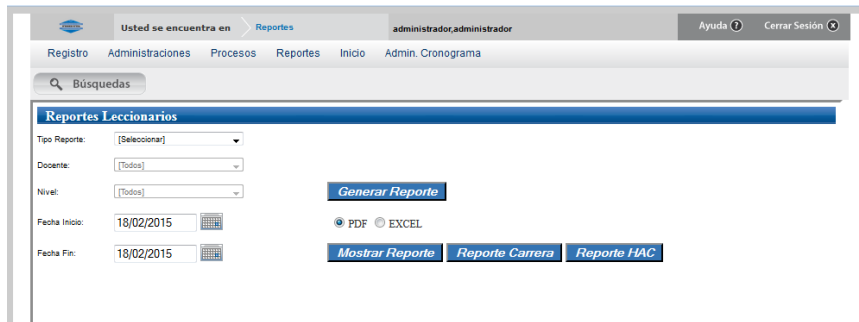 Usted se encuentra en Reportes administrador,administrador Ayuda ? Cerrar Sesión X
Registro Administraciones Procesos Reportes Inicio Admin. Cronograma
Búsquedas
Reportes Leccionarios
Tipo Reporte: [Seleccionar]
Docente: [Todos]
Nivel: [Todos] Generar Reporte
Fecha Inicio: 18/02/2015 PDF EXCEL
Fecha Fin: 18/02/2015 Mostrar Reporte Reporte Carrera Reporte HAC